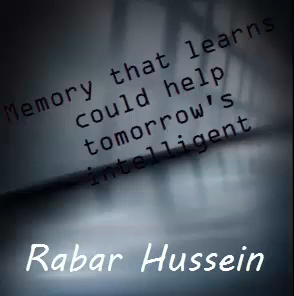 Memory that learns
could help
tomorrow's
intelligent
Rabar Hussein